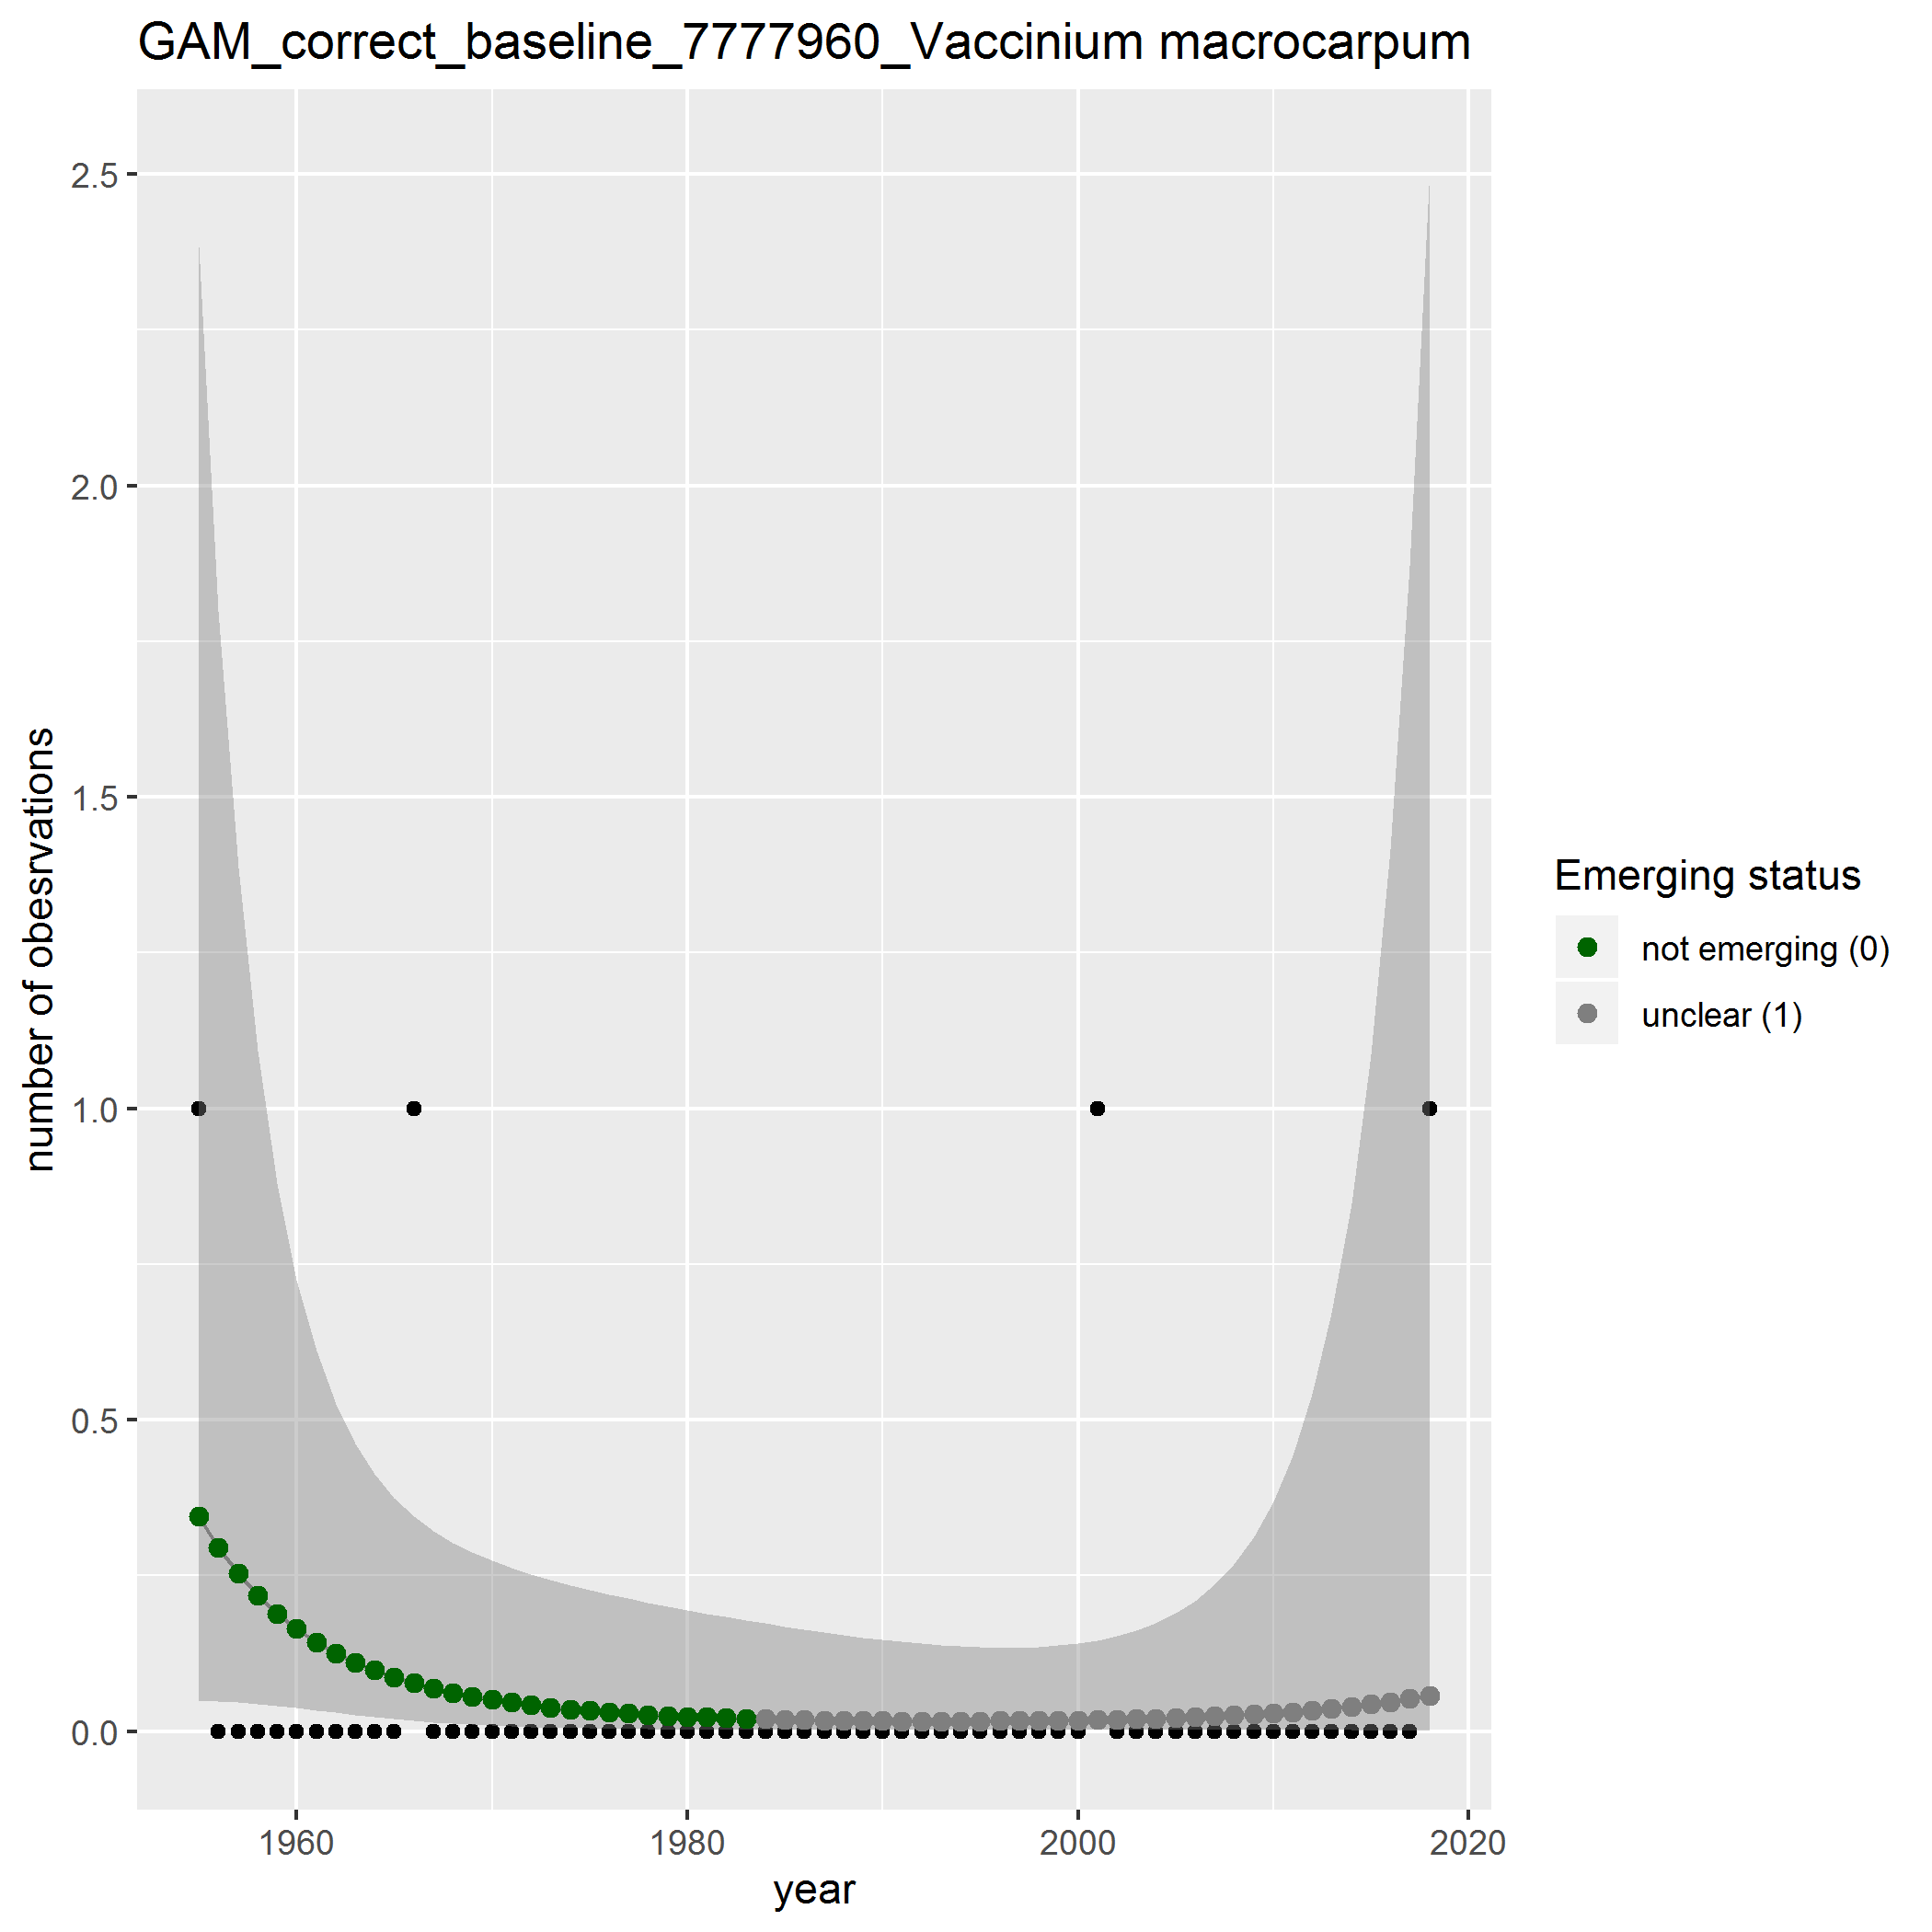 GAM_correct_baseline_7777960_Vaccinium macrocarpum
2.5
2.0
1.5
1.0
0.5
0.0
number of obesrvations
1960
1980
2000
2020
year
Emerging status
not emerging (0)
unclear (1)